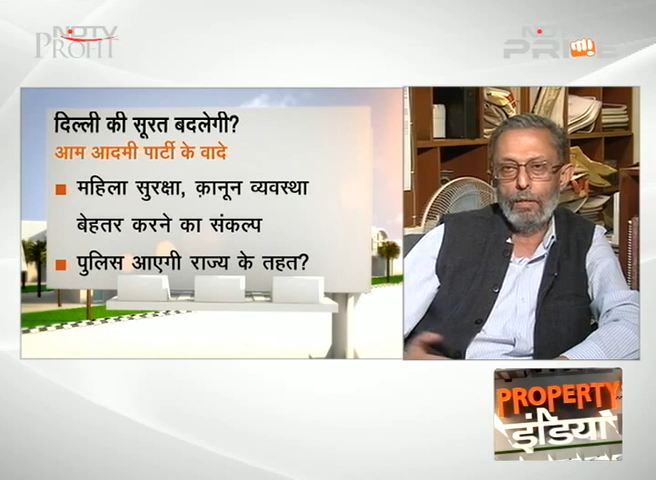 NDTV
PROFIT
NDTV
PRIME
दिल्ली की सूरत बदलेगी?
आम आदमी पार्टी के वादे
महिला सुरक्षा, क़ानून व्यवस्था
बेहतर करने का संकल्प
पुलिस आएगी राज्य के तहत?
PROPERTY
इंडिया